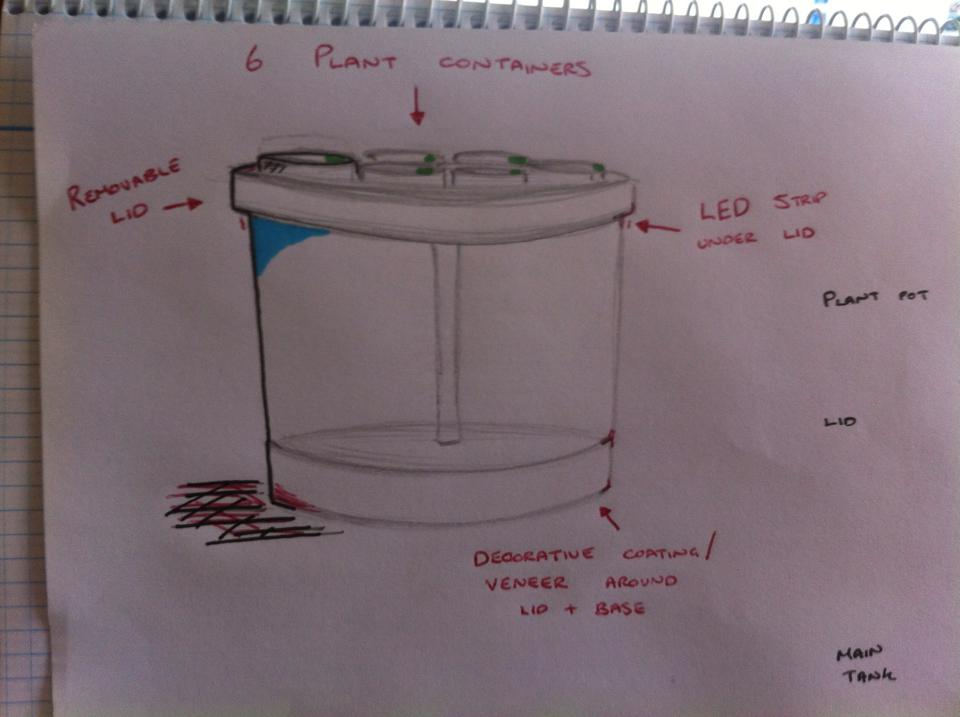 6 PLANT CONTAINERS
REMOVABLE
LID
LED STRIP
UNDER LID
PLANT POT
LID
DECORATIVE COATING/
VENEER AROUND
LID + BASE
MAIN
TANK